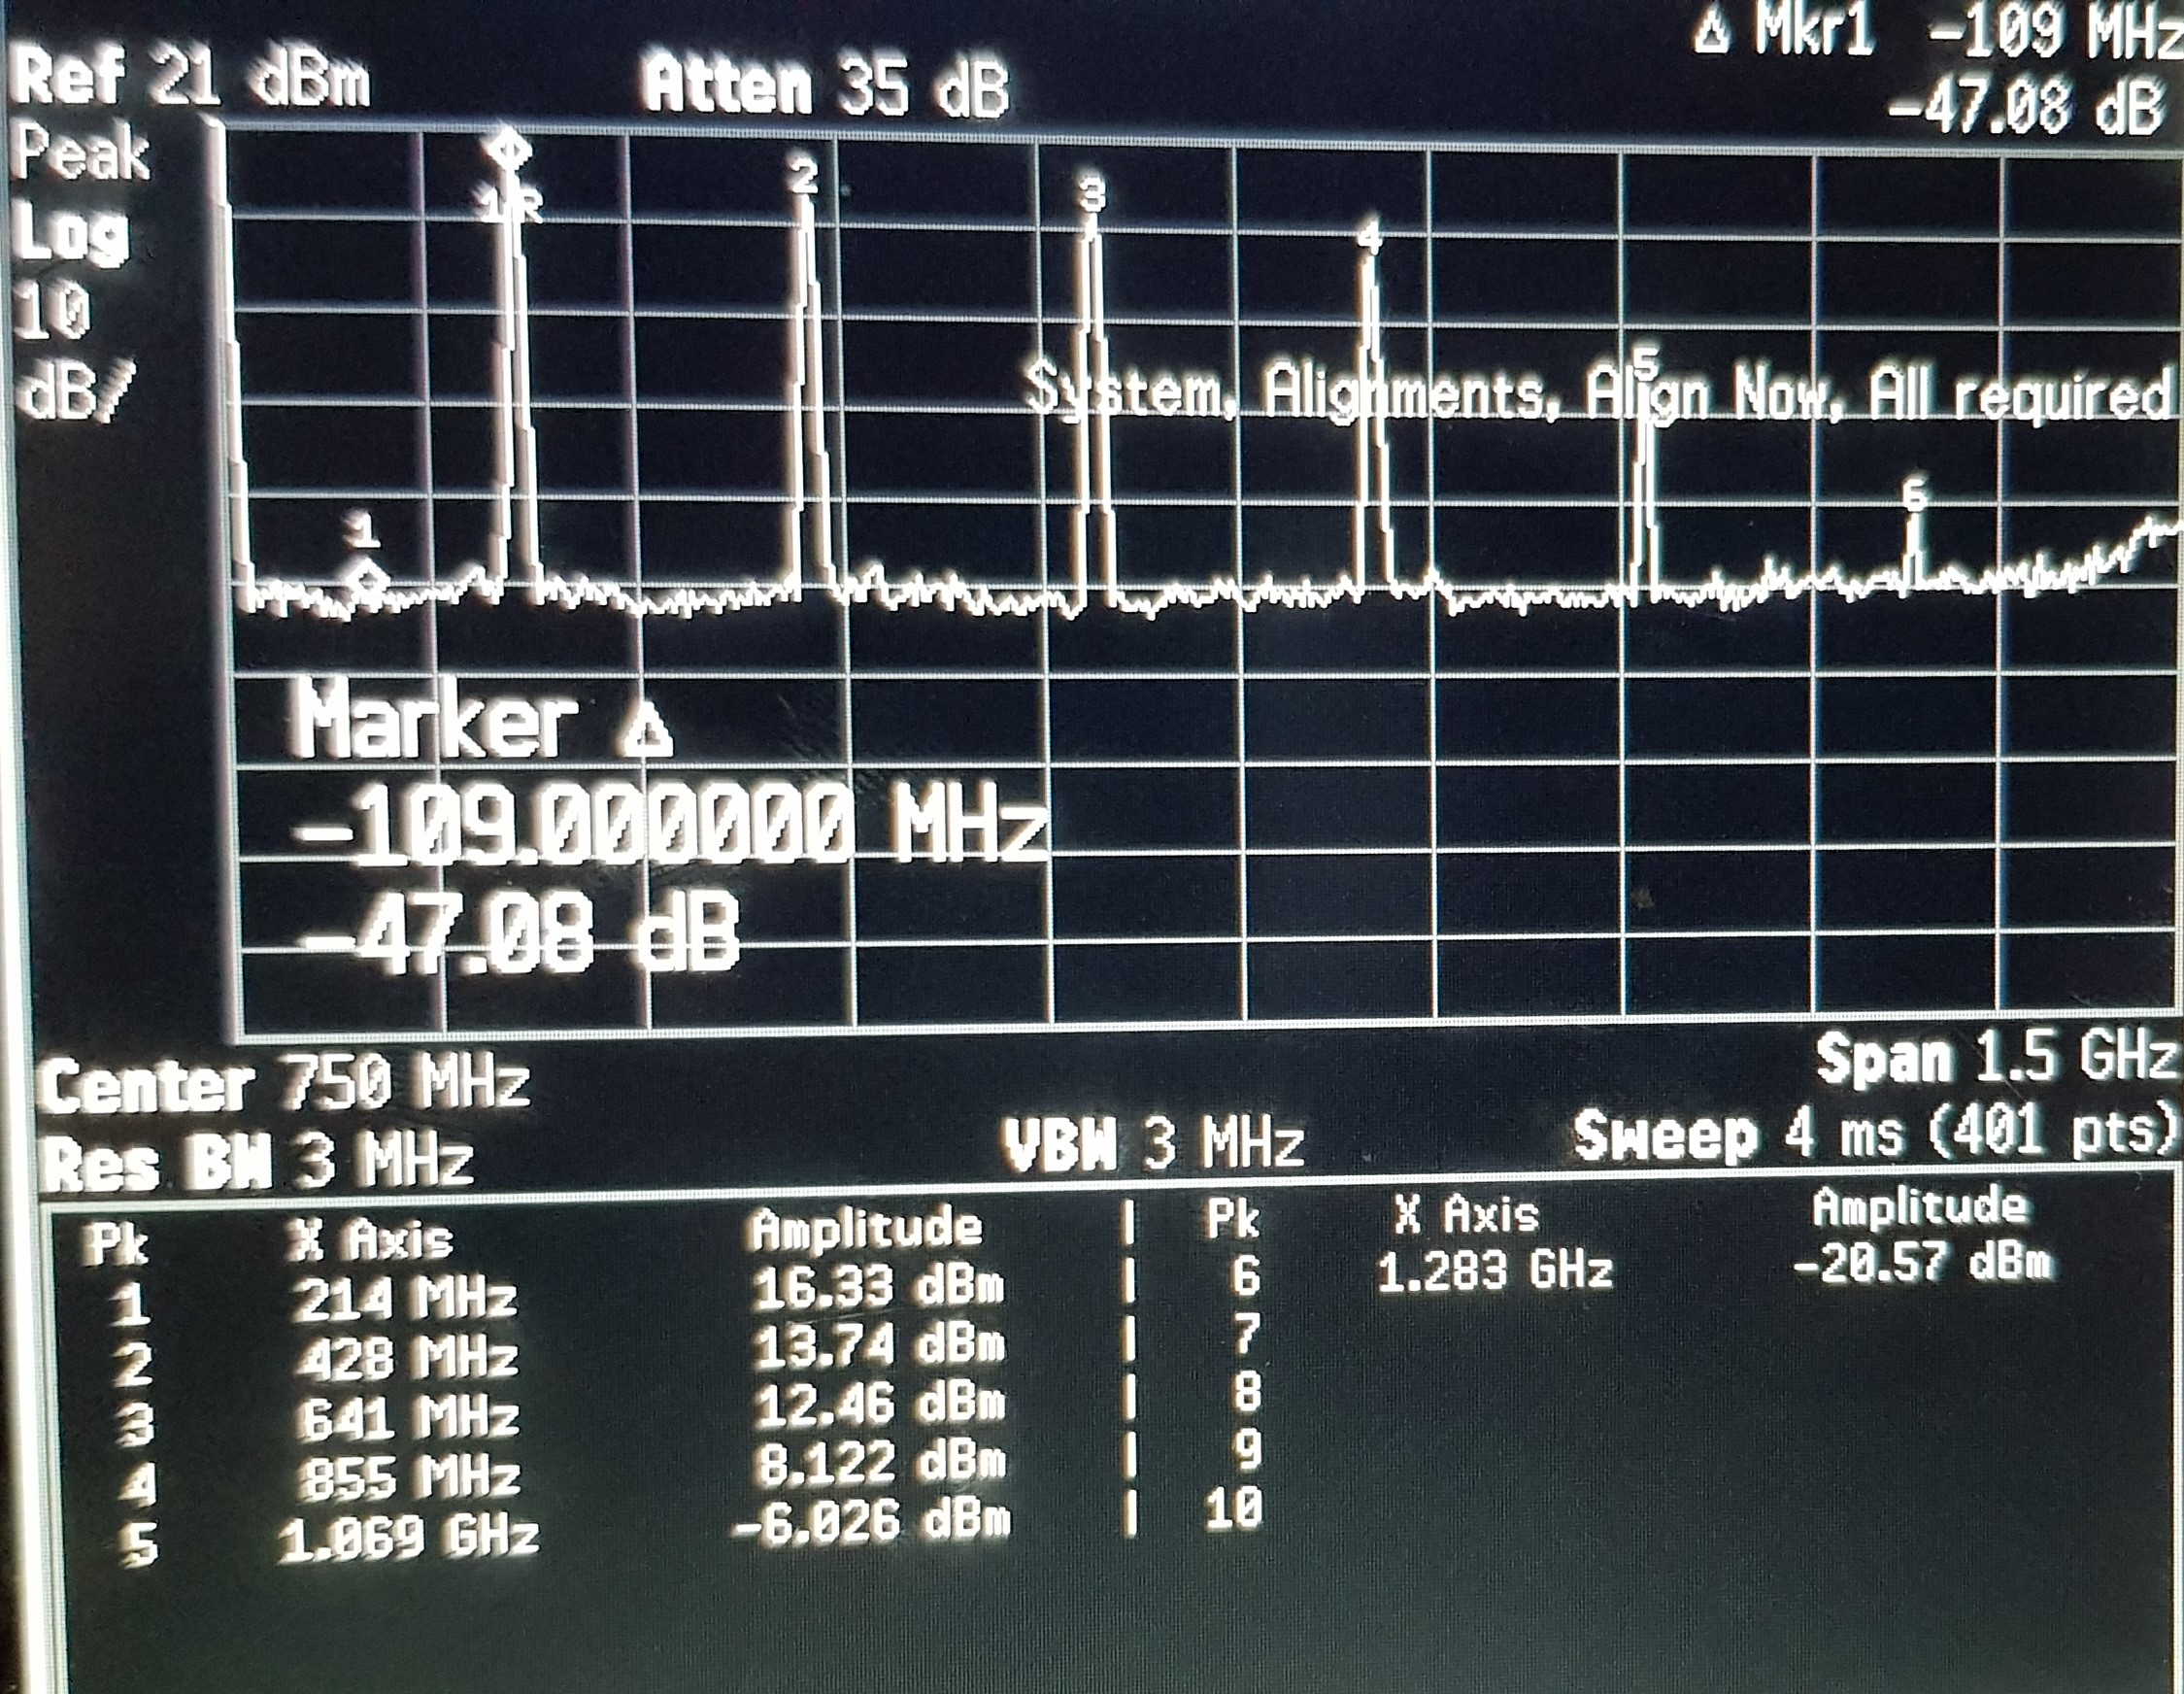 Δ Mkr1 -109 MHz
Ref 21 dBm Atten 35 dB -47.08 dB
Peak
Log
10
dB/
1R 2 3 4 5 6
System, Alignments, Align Now, All required
1
Marker Δ
-109.000000 MHz
-47.08 dB
Center 750 MHz Span 1.5 GHz
Res BW 3 MHz VBW 3 MHz Sweep 4 ms (401 pts)
Pk X Axis Amplitude | Pk X Axis Amplitude
1 214 MHz 16.33 dBm | 6 1.283 GHz -20.57 dBm
2 428 MHz 13.74 dBm | 7
3 641 MHz 12.46 dBm | 8
4 855 MHz 8.122 dBm | 9
5 1.069 GHz -6.026 dBm | 10